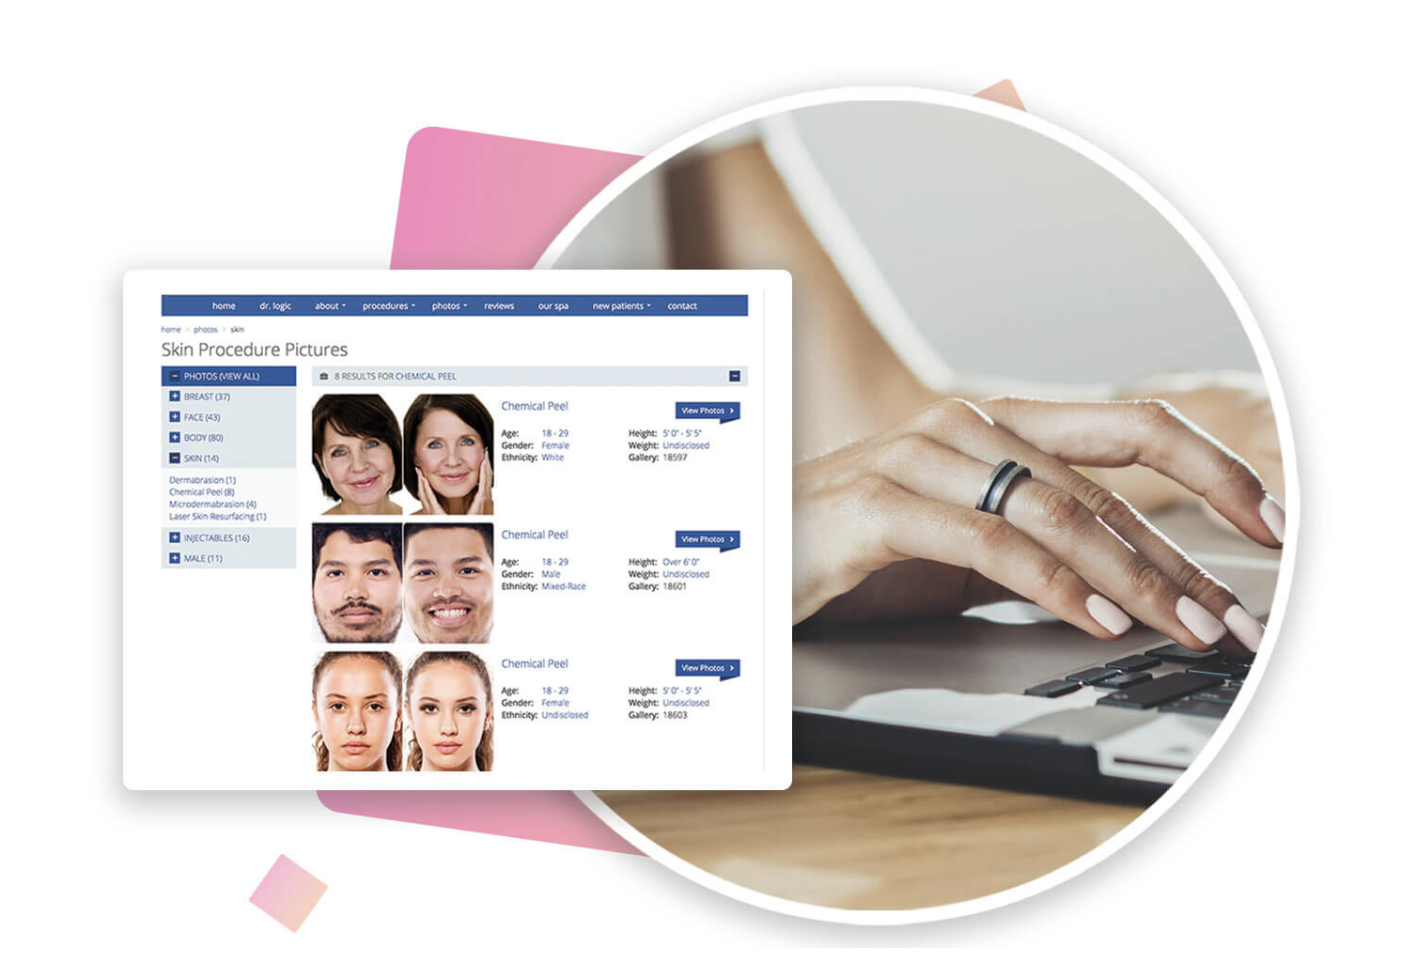 home dr. logic about procedures photos reviews our spa new patients contact
home > photos > skin
Skin Procedure Pictures
PHOTOS (VIEW ALL)
BREAST (37)
FACE (43)
BODY (80)
SKIN (14)
Dermabrasion (1)
Chemical Peel (8)
Microdermabrasion (4)
Laser Skin Resurfacing (1)
INJECTABLES (16)
MALE (11)
8 RESULTS FOR CHEMICAL PEEL
Chemical Peel View Photos >
Age: 18 - 29 Height: 5' 0" - 5' 5"
Gender: Female Weight: Undisclosed
Ethnicity: White Gallery: 18597
Chemical Peel View Photos >
Age: 18 - 29 Height: Over 6' 0"
Gender: Male Weight: Undisclosed
Ethnicity: Mixed-Race Gallery: 18601
Chemical Peel View Photos >
Age: 18 - 29 Height: 5' 0" - 5' 5"
Gender: Female Weight: Undisclosed
Ethnicity: Undisclosed Gallery: 18603